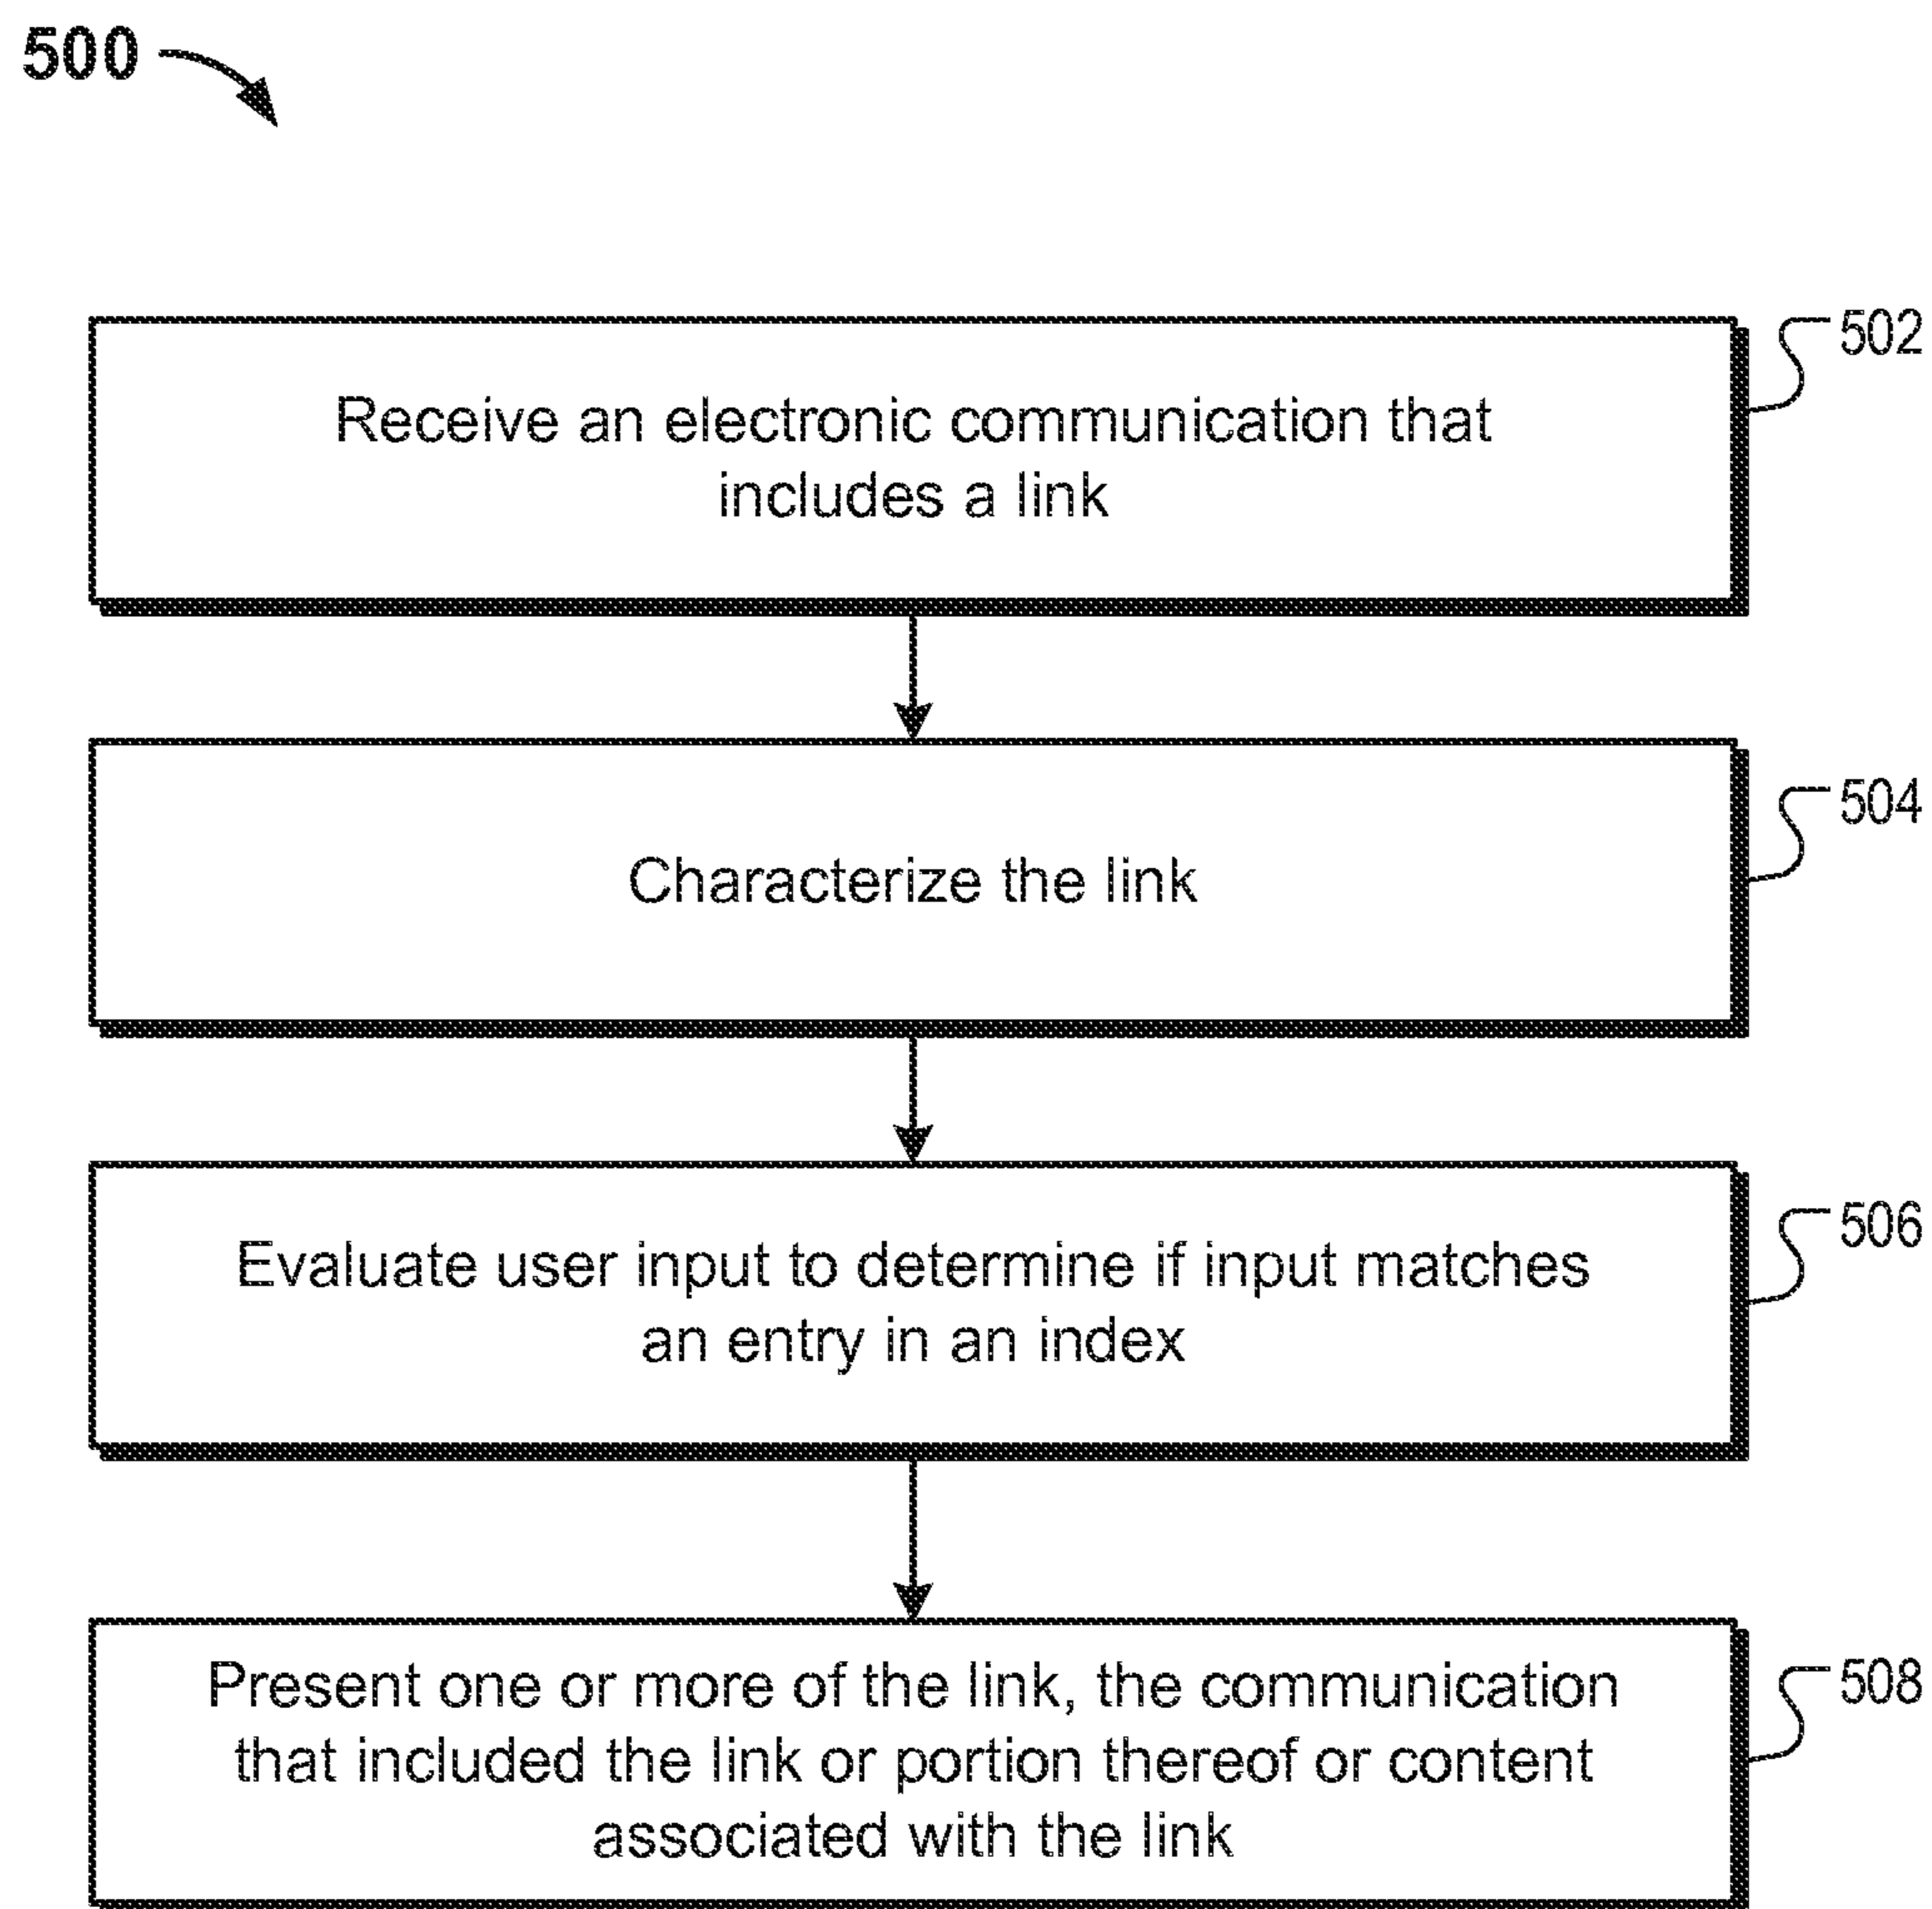 500
502
Receive an electronic communication that
includes a link
504
Characterize the link
506
Evaluate user input to determine if input matches
an entry in an index
508
Present one or more of the link, the communication
that included the link or portion thereof or content
associated with the link